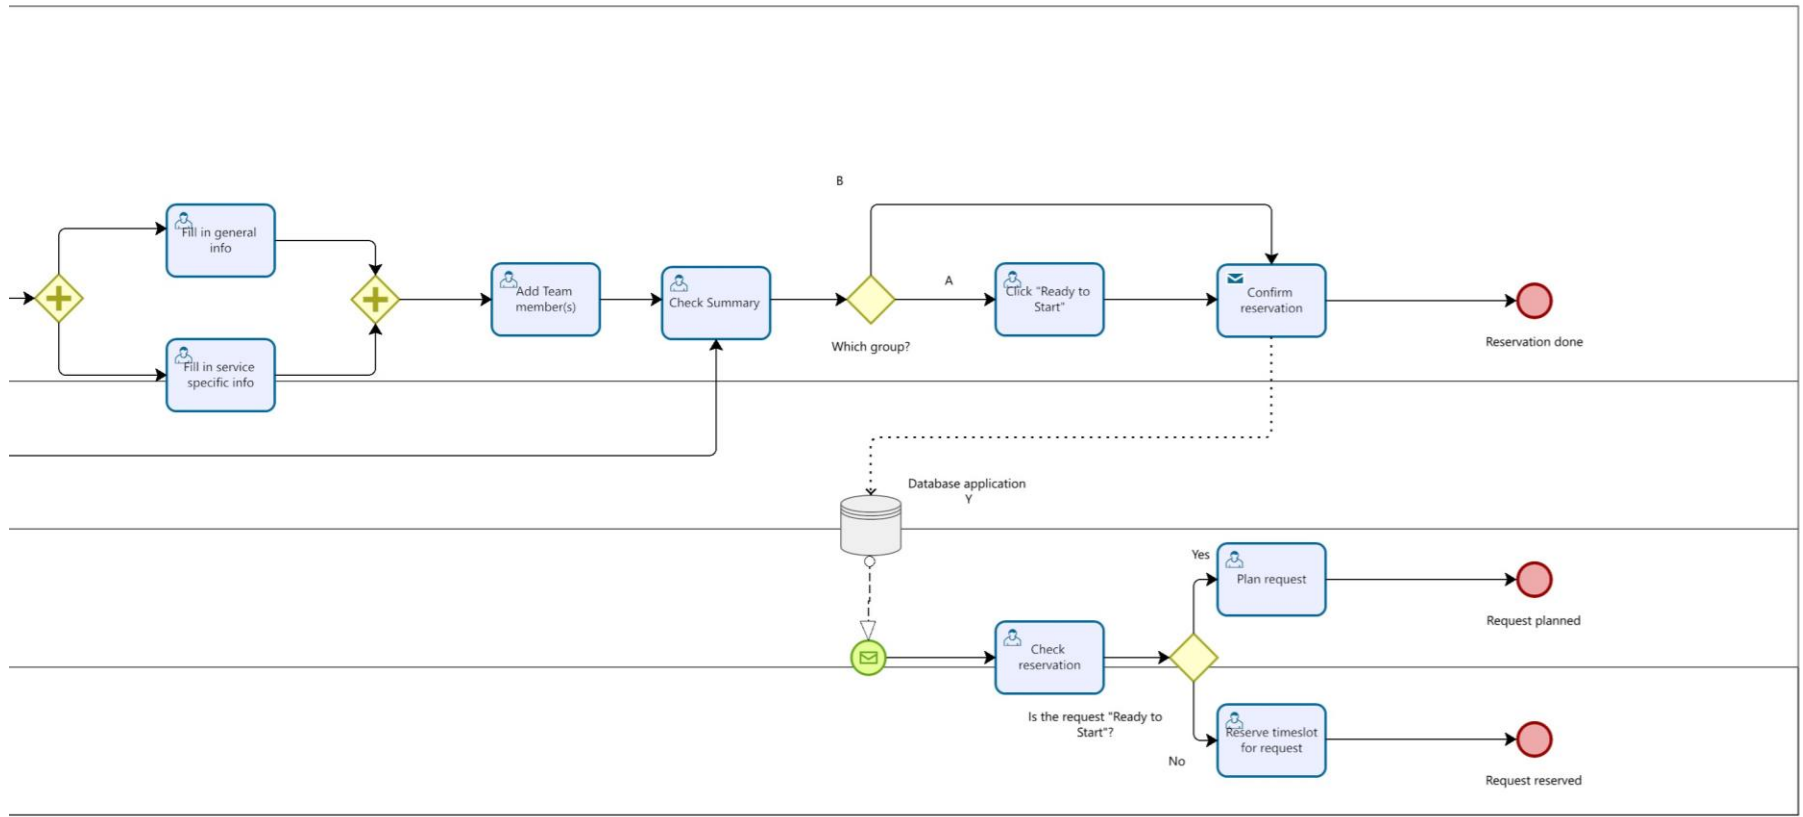 B
Fill in general
info
Add Team
member(s)
Check Summary
A
Click "Ready to
Start"
Confirm
reservation
Which group?
Reservation done
Fill in service
specific info
Database application
Y
Yes
Plan request
Request planned
Check
reservation
Is the request "Ready to
Start"?
No
Reserve timeslot
for request
Request reserved